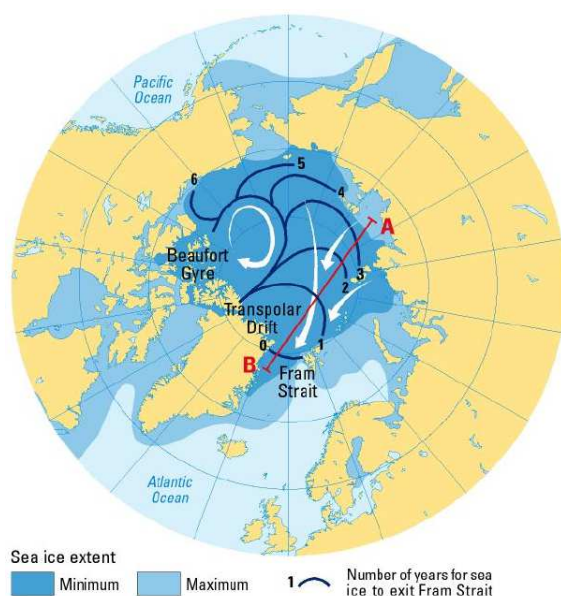 Pacific
Ocean
5
6
4
A
Beaufort
Gyre
3
2
Transpolar
Drift
0
1
B
Fram
Strait
Atlantic
Ocean
Sea ice extent
Minimum
Maximum
1
Number of years for sea
ice to exit Fram Strait